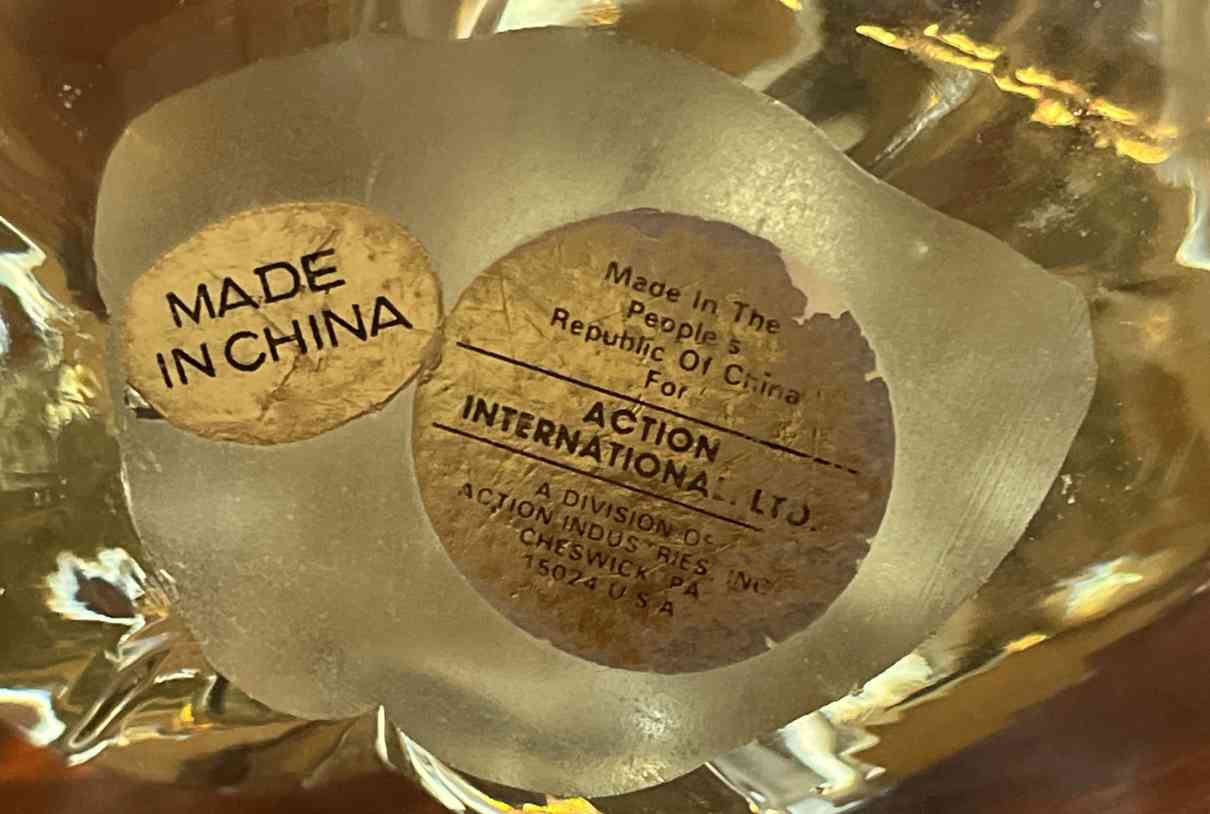 MADE
IN CHINA
Made In The
People s
Republic Of China
For
ACTION
INTERNATIONAL LTD.
A DIVISION OF
ACTION INDUSTRIES, INC
CHESWICK, PA
15024 U S A